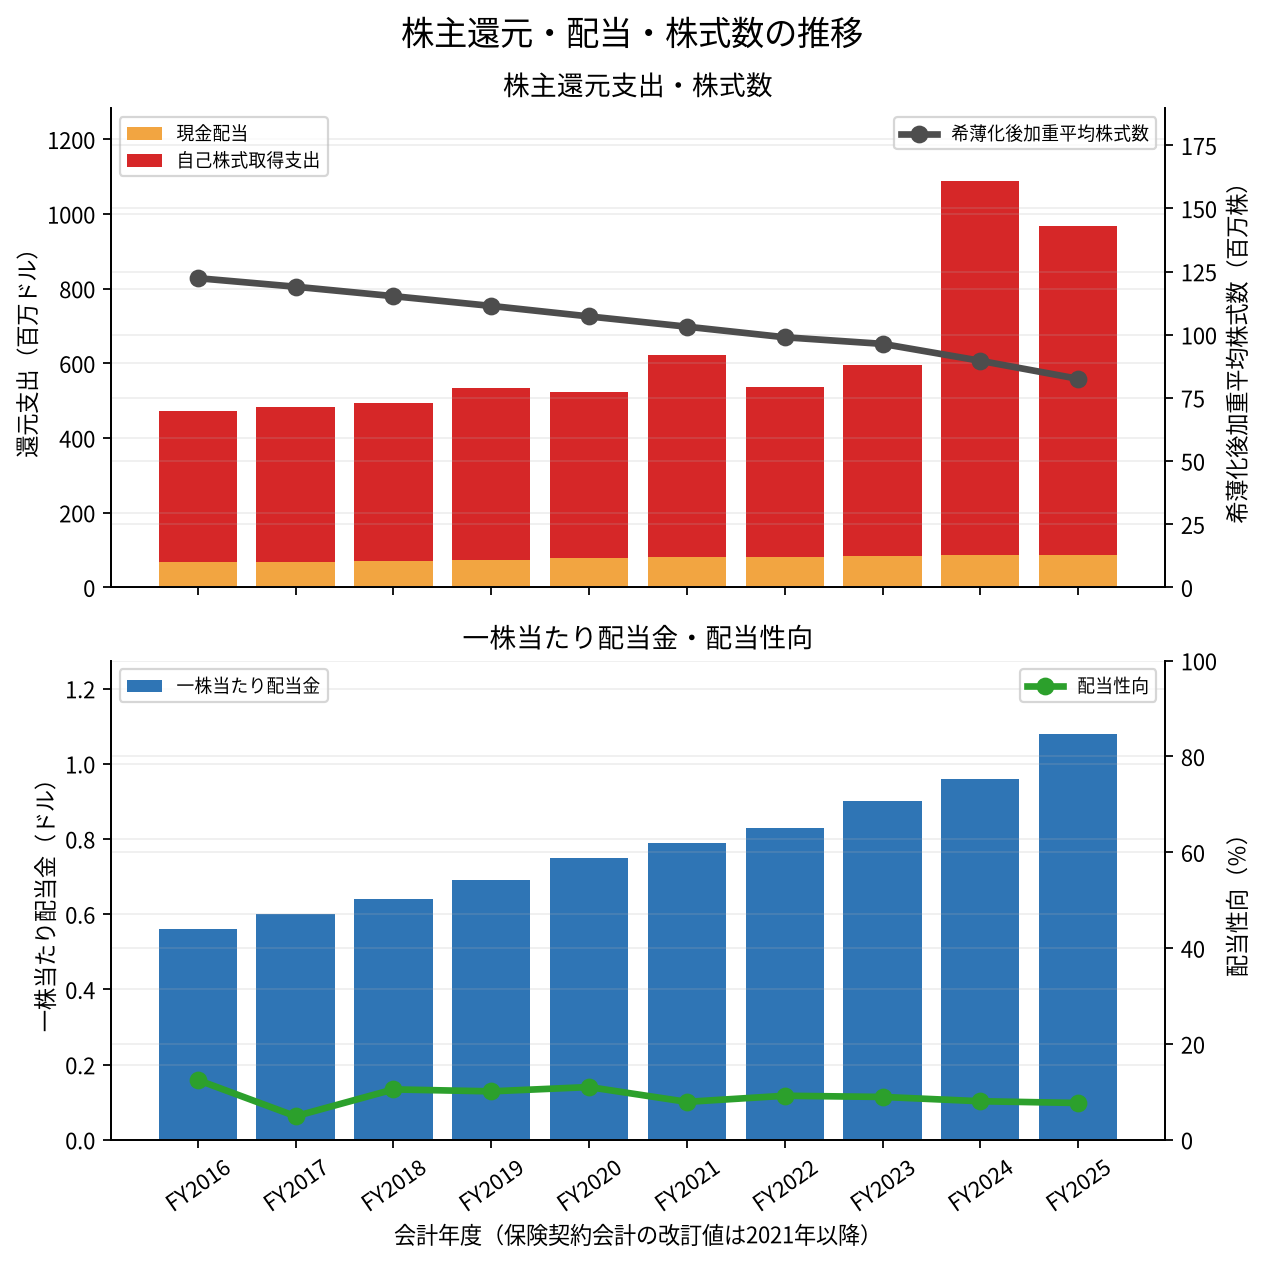 株主還元・配当・株式数の推移
株主還元支出・株式数
現金配当
自己株式取得支出
希薄化後加重平均株式数
還元支出（百万ドル）
1200
1000
800
600
400
200
0
175
150
125
100
75
50
25
0
希薄化後加重平均株式数（百万株）
一株当たり配当金・配当性向
一株当たり配当金
配当性向
一株当たり配当金（ドル）
1.2
1.0
0.8
0.6
0.4
0.2
0.0
100
80
60
40
20
0
配当性向（%）
FY2016
FY2017
FY2018
FY2019
FY2020
FY2021
FY2022
FY2023
FY2024
FY2025
会計年度（保険契約会計の改訂値は2021年以降）